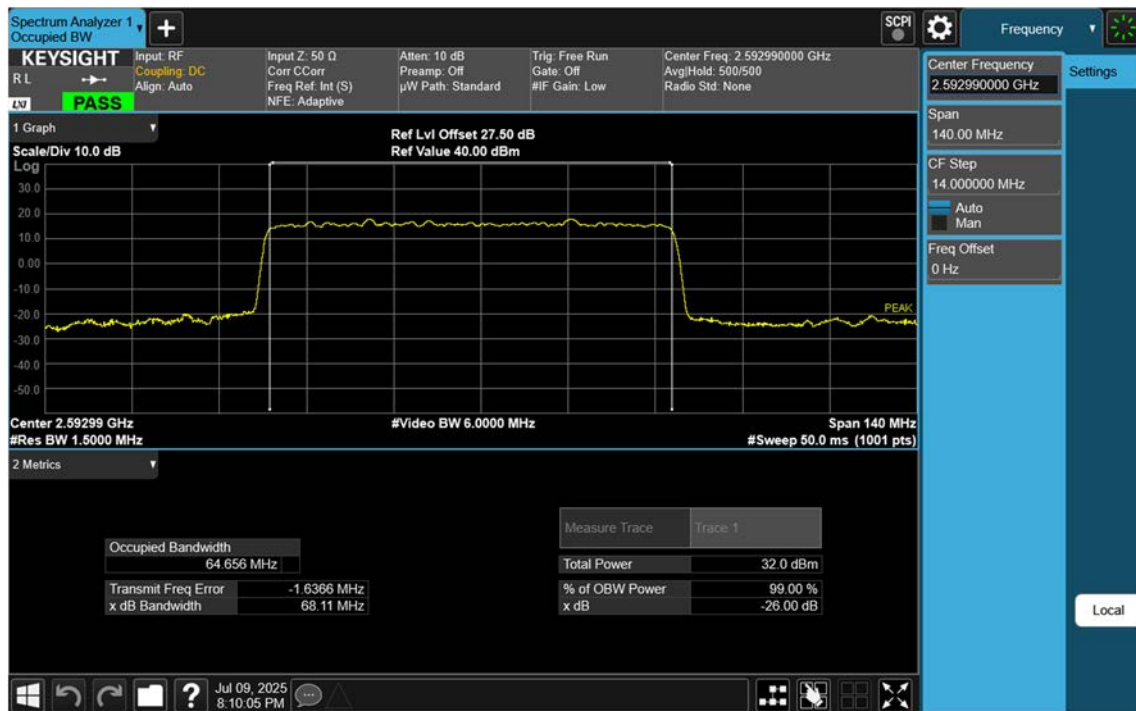 Spectrum Analyzer 1
Occupied BW
SCPI
Frequency
KEYSIGHT
R L
LXI
PASS
Input: RF
Coupling: DC
Align: Auto
Input Z: 50 Ω
Corr CCorr
Freq Ref: Int (S)
NFE: Adaptive
Atten: 10 dB
Preamp: Off
µW Path: Standard
Trig: Free Run
Gate: Off
#IF Gain: Low
Center Freq: 2.592990000 GHz
Avg|Hold: 500/500
Radio Std: None
Center Frequency
2.592990000 GHz
Settings
Span
140.00 MHz
CF Step
14.000000 MHz
Auto
Man
Freq Offset
0 Hz
Local
1 Graph
Scale/Div 10.0 dB
Ref Lvl Offset 27.50 dB
Ref Value 40.00 dBm
Log
30.0
20.0
10.0
0.00
-10.0
-20.0
-30.0
-40.0
-50.0
PEAK
Center 2.59299 GHz
#Video BW 6.0000 MHz
Span 140 MHz
#Res BW 1.5000 MHz
#Sweep 50.0 ms (1001 pts)
2 Metrics
Measure Trace Trace 1
Occupied Bandwidth
64.656 MHz
Total Power 32.0 dBm
Transmit Freq Error -1.6366 MHz
% of OBW Power 99.00 %
x dB Bandwidth 68.11 MHz
x dB -26.00 dB
?
Jul 09, 2025
8:10:05 PM